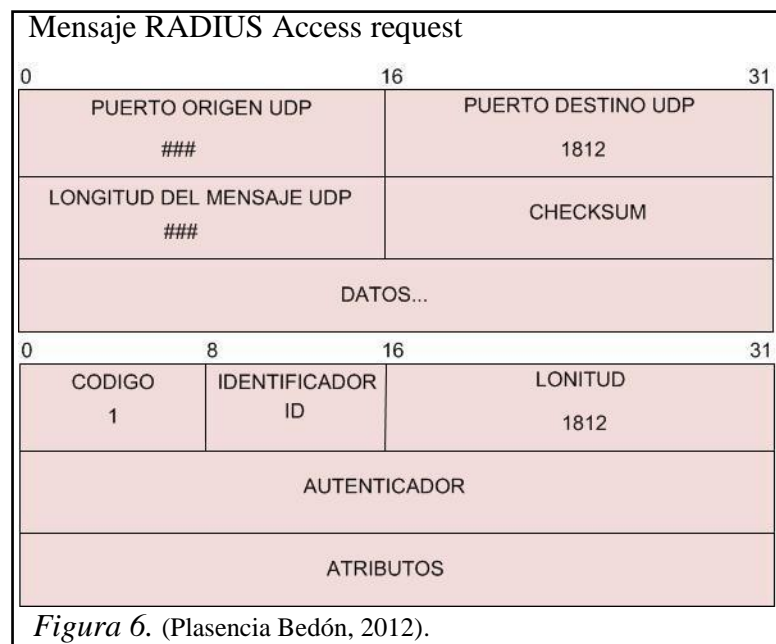 Mensaje RADIUS Access request
0 16 31
PUERTO ORIGEN UDP PUERTO DESTINO UDP
### 1812
LONGITUD DEL MENSAJE UDP CHECKSUM
###
DATOS...
0 8 16 31
CODIGO IDENTIFICADOR LONITUD
1 ID 1812
AUTENTICADOR
ATRIBUTOS
Figura 6. (Plasencia Bedón, 2012).